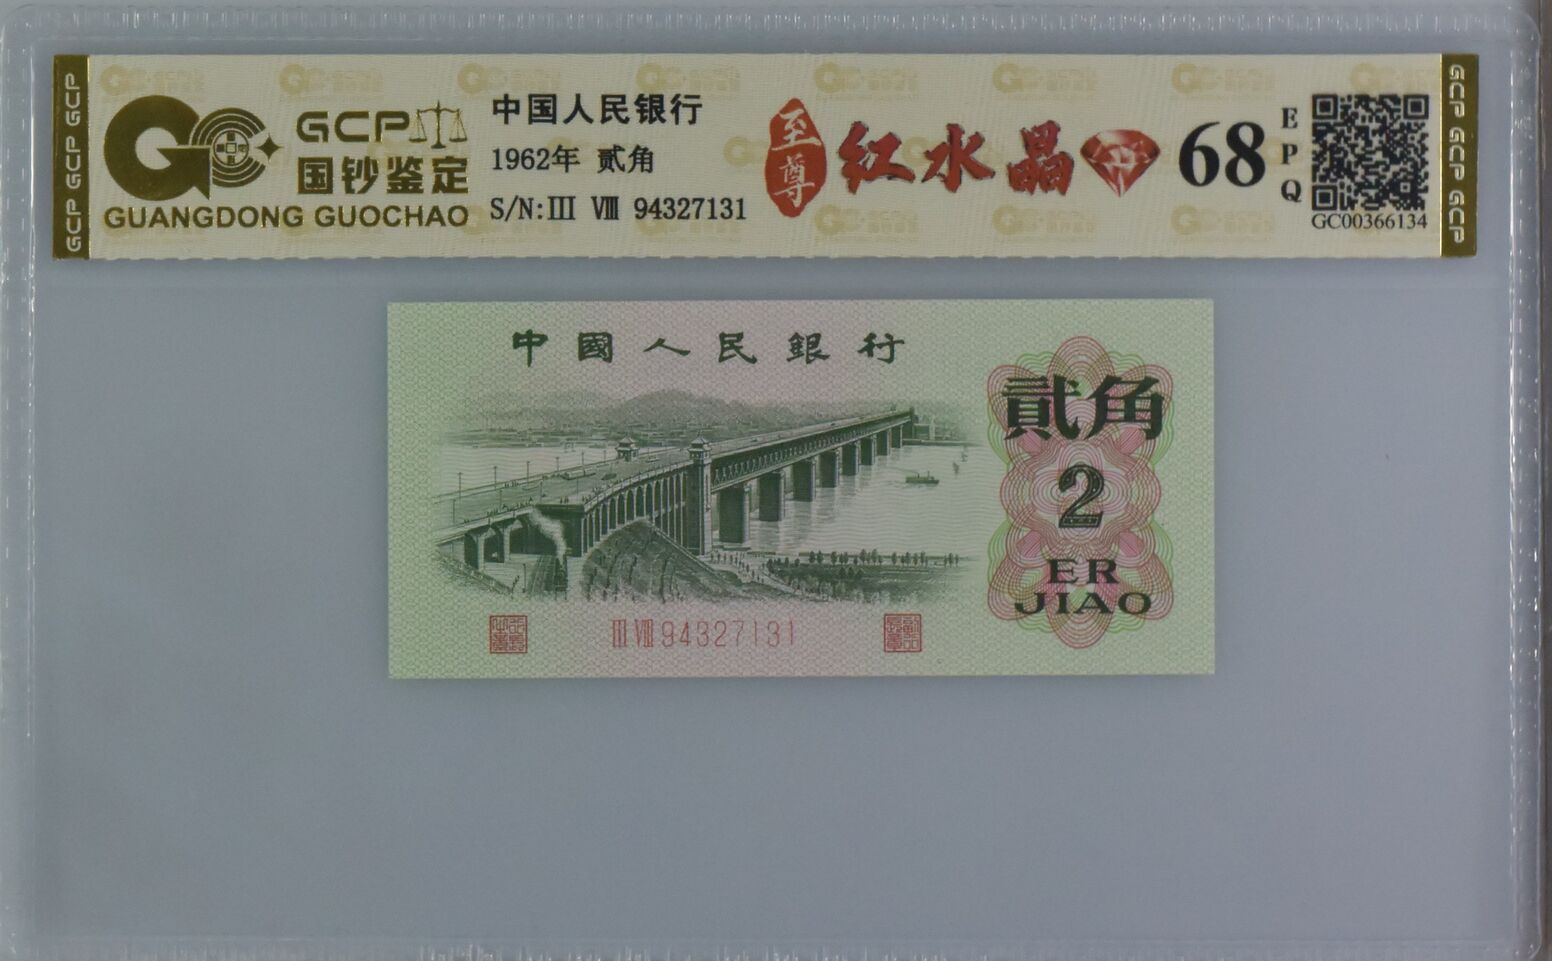 GCP GCP GCP
GCP
国钞鉴定
GUANGDONG GUOCHAO
中国人民银行
1962年 贰角
S/N:III VIII 94327131
至尊
红水晶
68
EPQ
GC00366134
GCP GCP GCP
中國人民銀行
貳角
2
ER
JIAO
III VIII 94327131